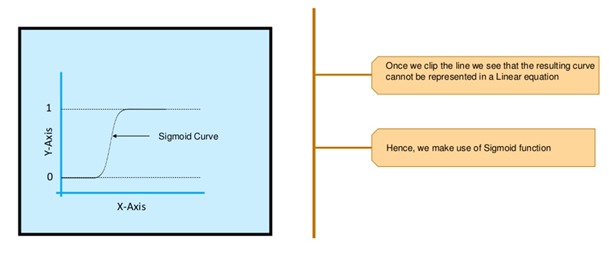 1
Y-Axis
Sigmoid Curve
0
X-Axis
Once we clip the line we see that the resulting curve
cannot be represented in a Linear equation
Hence, we make use of Sigmoid function